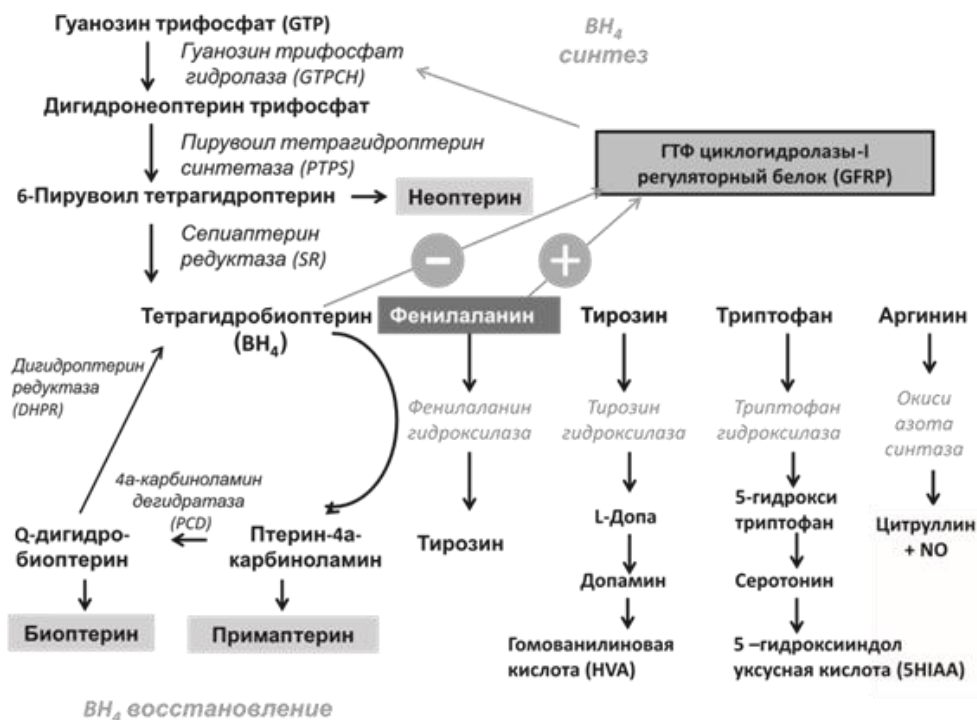 Гуанозин трифосфат (GTP)
Гуанозин трифосфат
гидролаза (GTPCH)
Дигидронеоптерин трифосфат
Пирувоил тетрагидроптерин
синтетаза (PTPS)
6-Пирувоил тетрагидроптерин
Неоптерин
Сепиаптерин
редуктаза (SR)
BH4
синтез
ГТФ циклогидролазы-I
регуляторный белок (GFRP)
−
+
Тетрагидробиоптерин
(BH4)
Фенилаланин
Тирозин
Триптофан
Аргинин
Дигидроптерин
редуктаза
(DHPR)
Фенилаланин
гидроксилаза
Тирозин
гидроксилаза
Триптофан
гидроксилаза
Окиси
азота
синтаза
4а-карбиноламин
дегидратаза
(PCD)
Q-дигидро-
биоптерин
Птерин-4а-
карбиноламин
Тирозин
L-Допа
5-гидрокси
триптофан
Цитруллин
+ NO
Допамин
Серотонин
Биоптерин
Примаптерин
Гомованилиновая
кислота (HVA)
5 –гидроксииндол
уксусная кислота (5HIAA)
BH4 восстановление